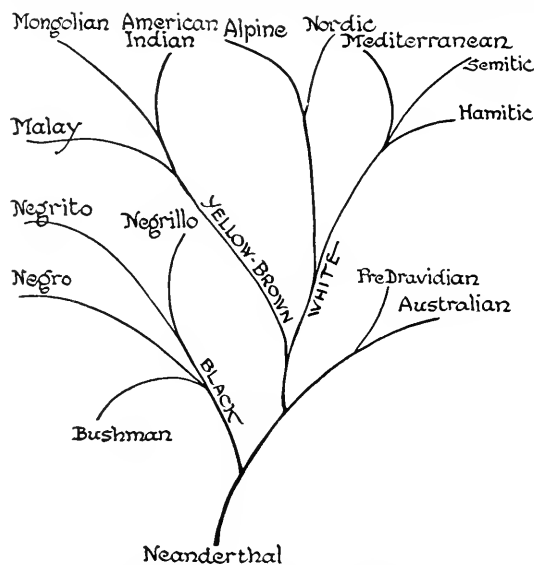 Mongolian
American
Indian
Alpine
Nordic
Mediterranean
Semitic
Hamitic
Malay
Negrito
Negrillo
YELLOW-BROWN
WHITE
Negro
PreDravidian
Australian
BLACK
Bushman
Neanderthal